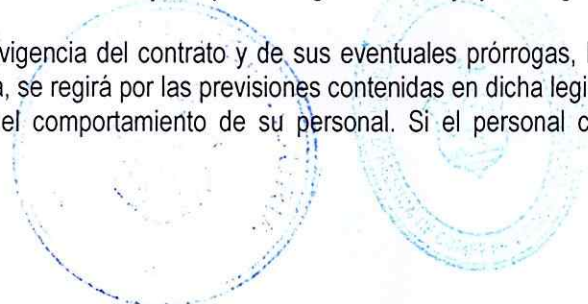 vigencia del contrato y de sus eventuales prórrogas,
se regirá por las previsiones contenidas en dicha legi
el comportamiento de su personal. Si el personal c